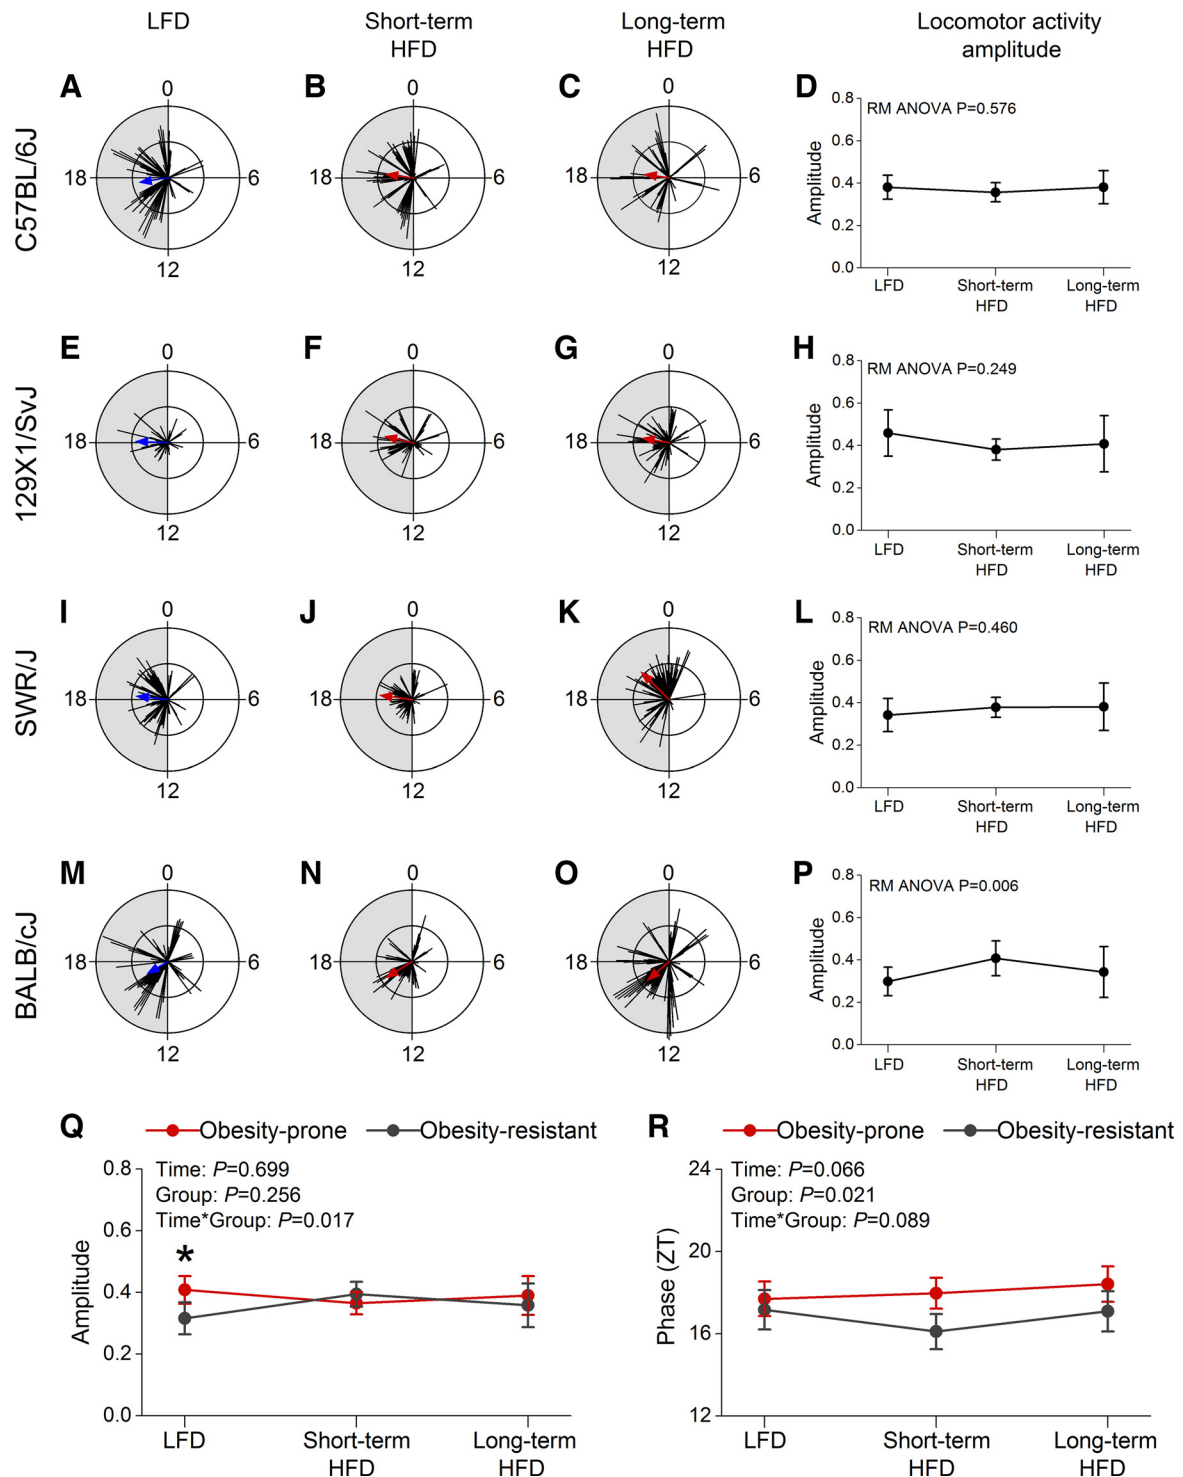 LFD
Short-term
HFD
Long-term
HFD
Locomotor activity
amplitude
C57BL/6J
A
0
18
6
12
B
0
18
6
12
C
0
18
6
12
D
RM ANOVA P=0.576
Amplitude
0.8
0.6
0.4
0.2
0.0
LFD
Short-term
HFD
Long-term
HFD
129X1/SvJ
E
0
18
6
12
F
0
18
6
12
G
0
18
6
12
H
RM ANOVA P=0.249
Amplitude
0.8
0.6
0.4
0.2
0.0
LFD
Short-term
HFD
Long-term
HFD
SWR/J
I
0
18
6
12
J
0
18
6
12
K
0
18
6
12
L
RM ANOVA P=0.460
Amplitude
0.8
0.6
0.4
0.2
0.0
LFD
Short-term
HFD
Long-term
HFD
BALB/cJ
M
0
18
6
12
N
0
18
6
12
O
0
18
6
12
P
RM ANOVA P=0.006
Amplitude
0.8
0.6
0.4
0.2
0.0
LFD
Short-term
HFD
Long-term
HFD
Q
Obesity-prone
Obesity-resistant
Time: P=0.699
Group: P=0.256
Time*Group: P=0.017
*
Amplitude
0.8
0.6
0.4
0.2
0.0
LFD
Short-term
HFD
Long-term
HFD
R
Obesity-prone
Obesity-resistant
Time: P=0.066
Group: P=0.021
Time*Group: P=0.089
Phase (ZT)
24
20
16
12
LFD
Short-term
HFD
Long-term
HFD